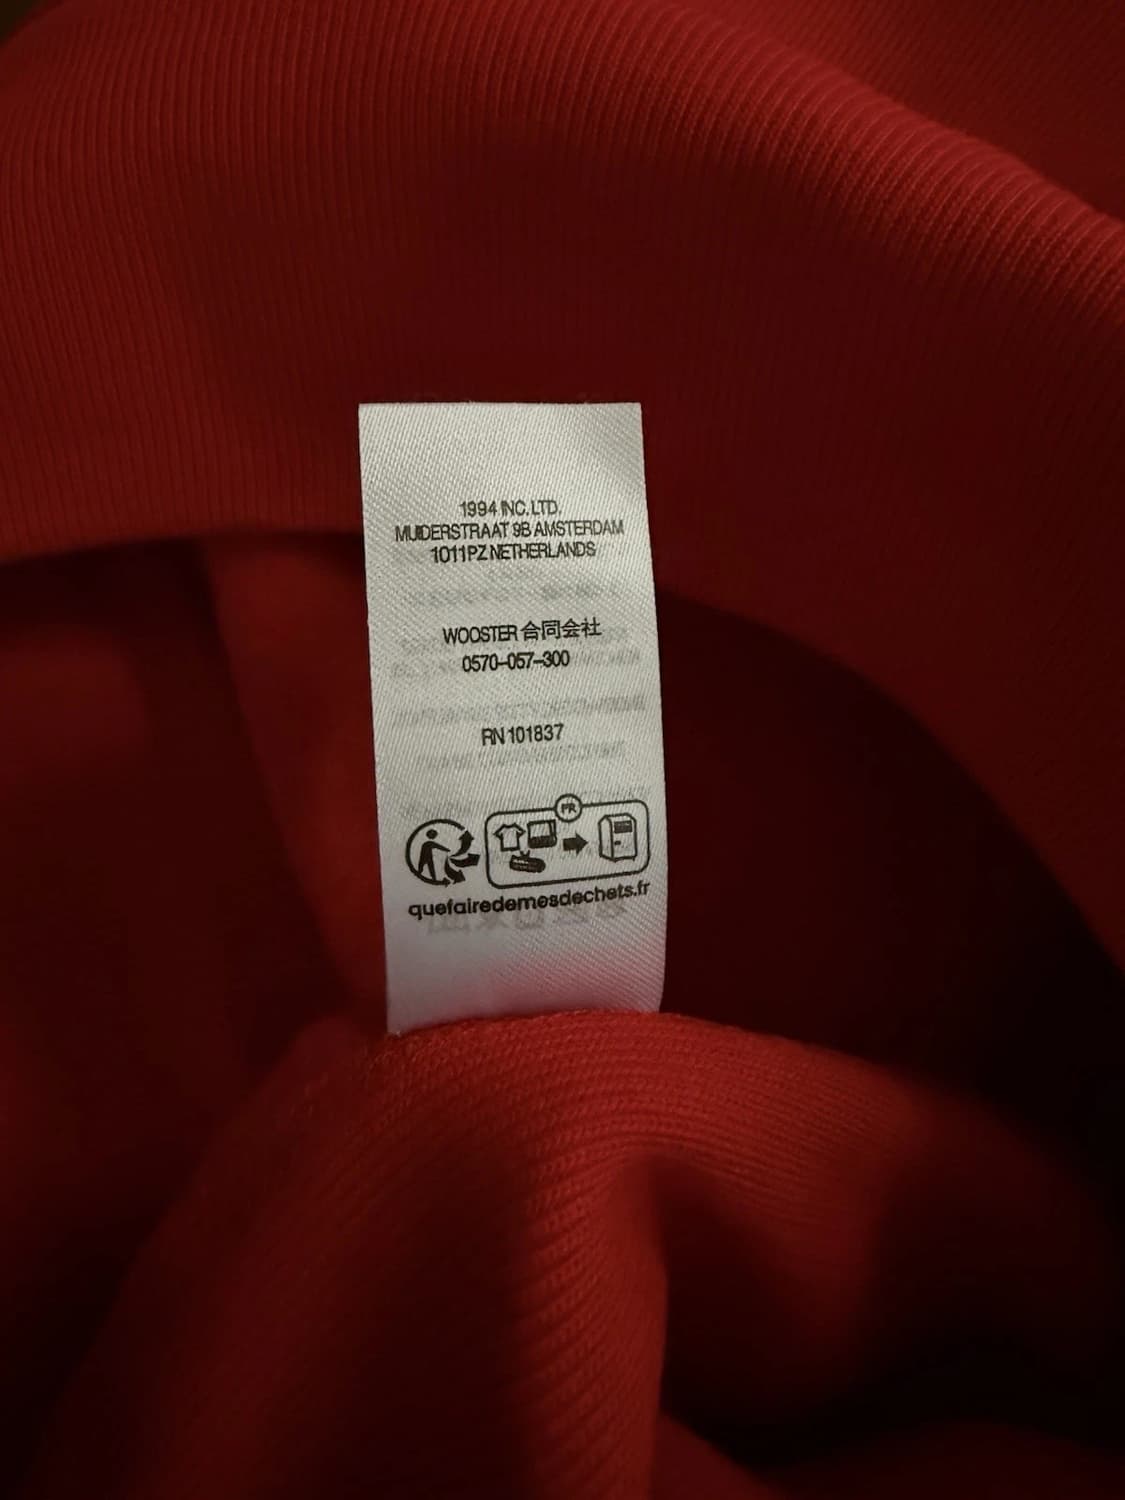 1994 INC. LTD.
MUIDERSTRAAT 9B AMSTERDAM
1011PZ NETHERLANDS
WOOSTER 合同会社
0570-057-300
RN 101837
FR
quefairedemesdechets.fr